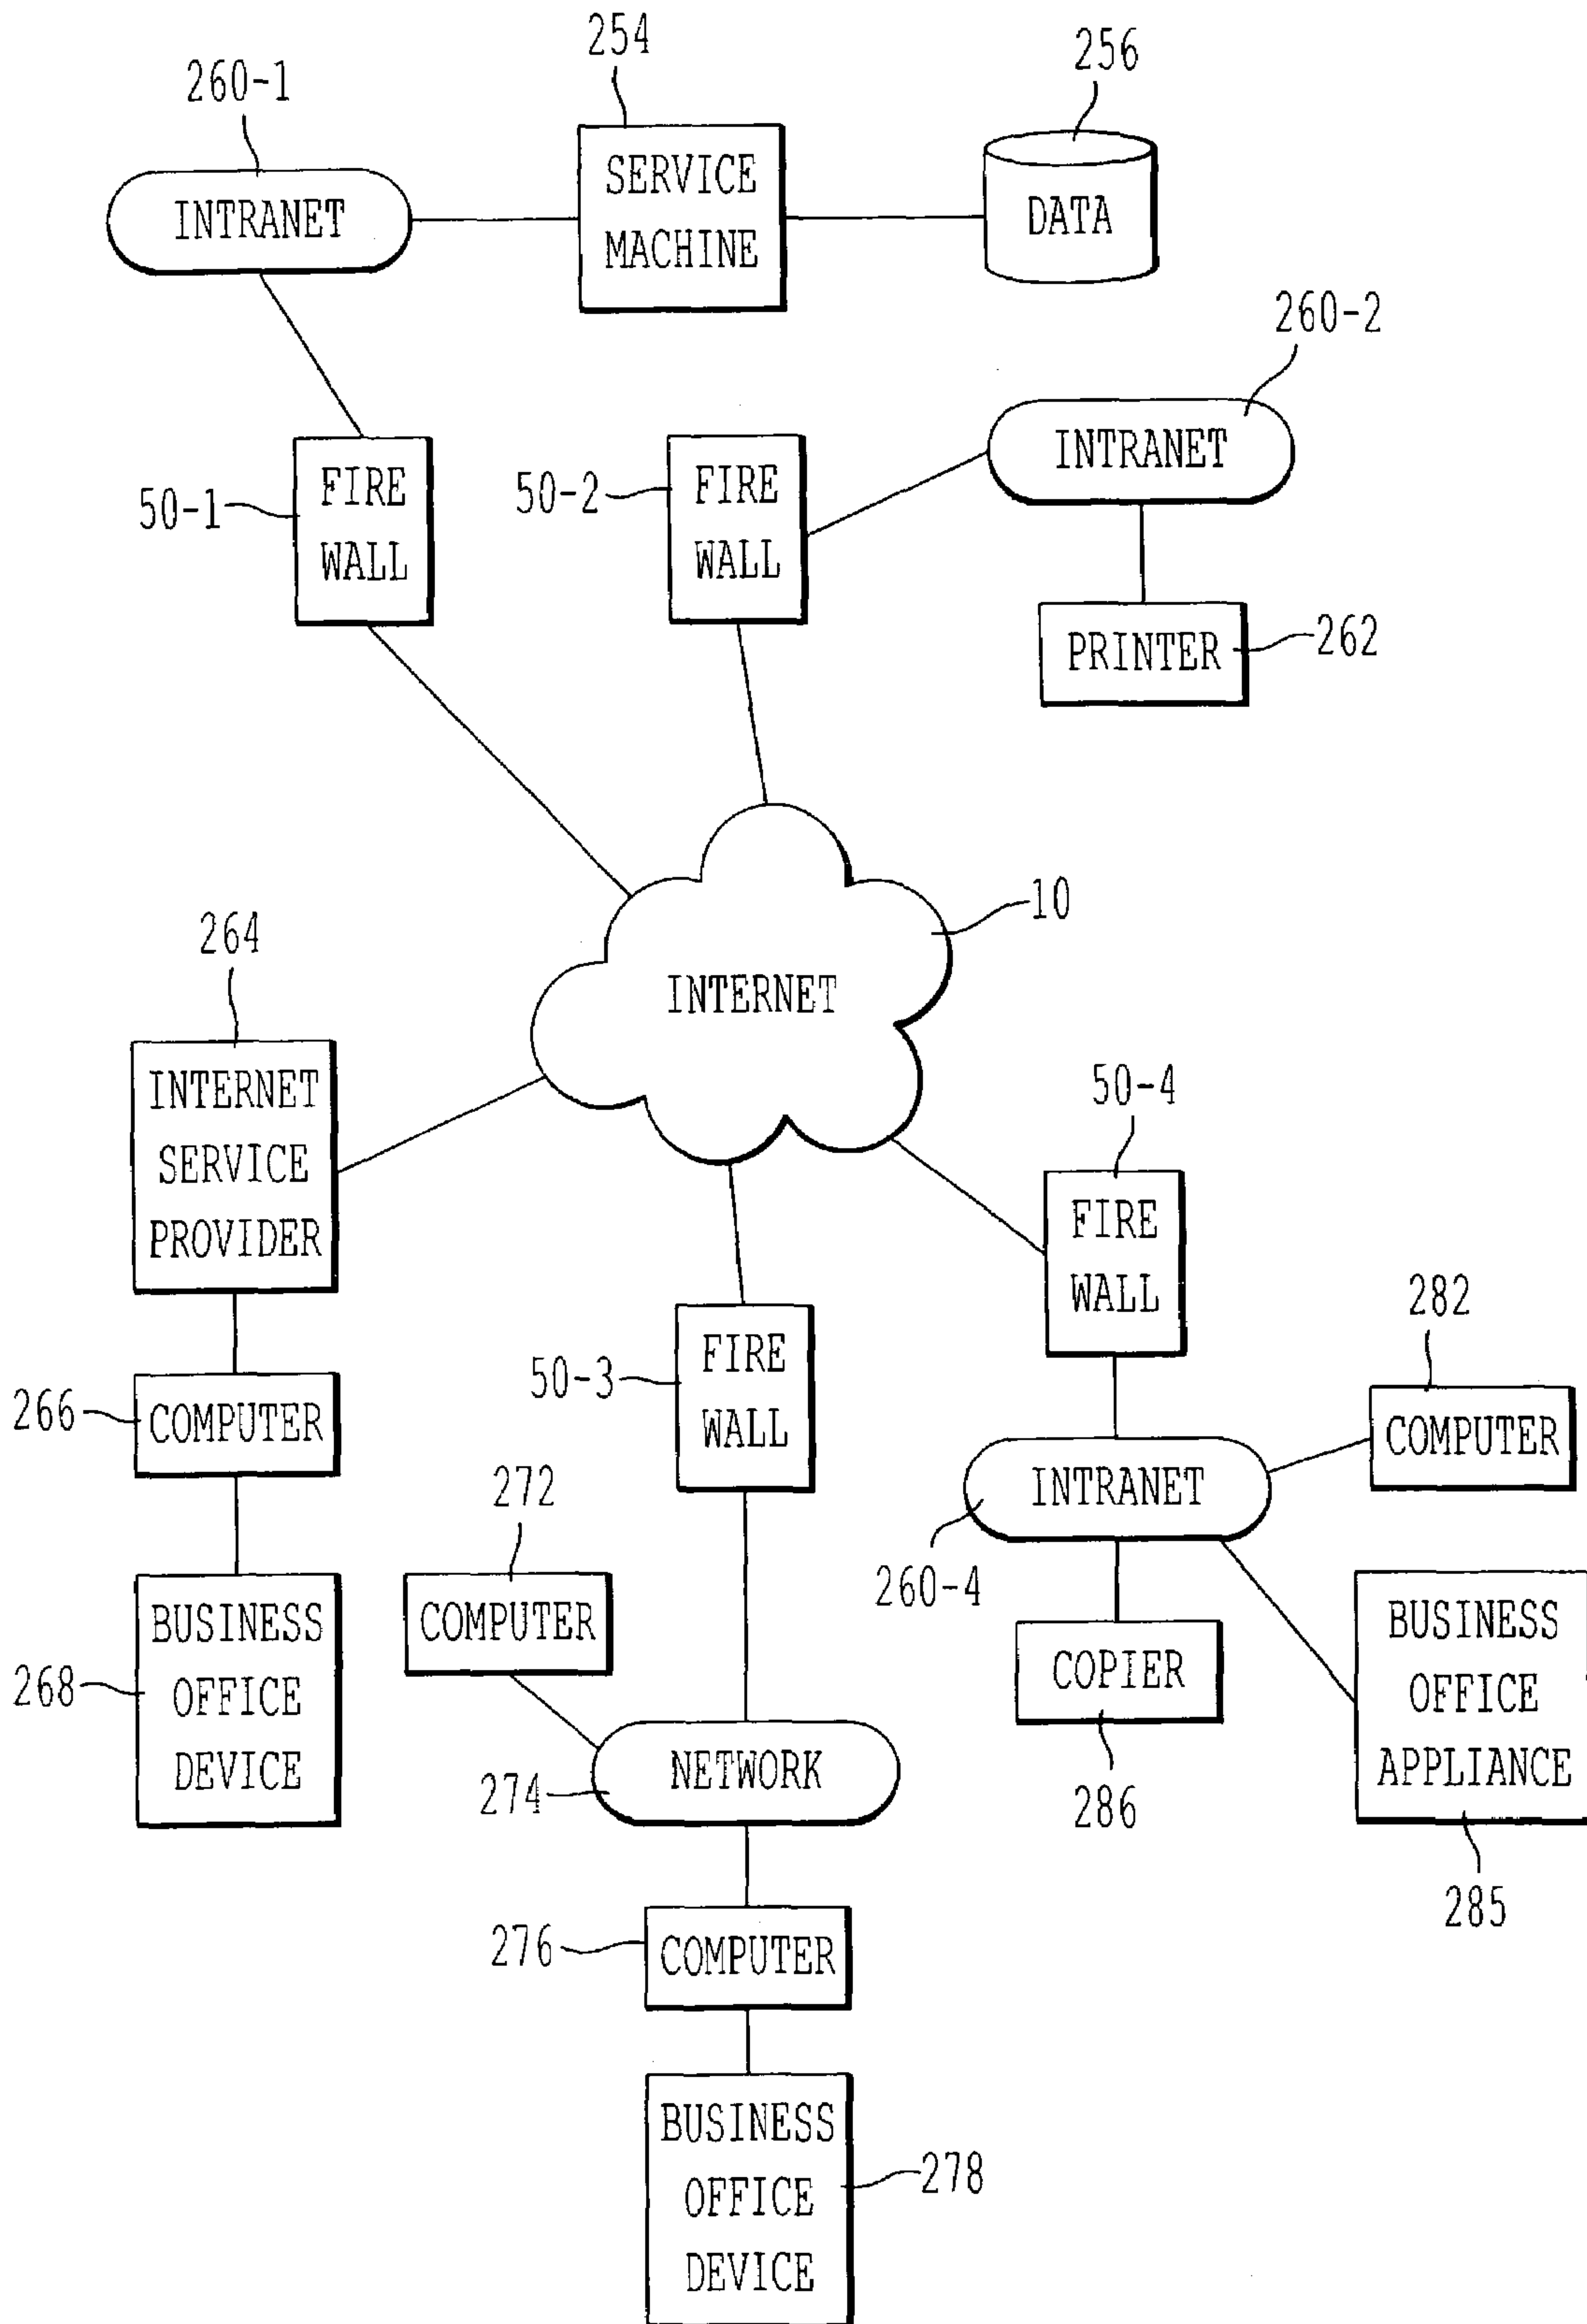 254
256
260-1
SERVICE
MACHINE
INTRANET
DATA
260-2
INTRANET
50-1
FIRE
WALL
50-2
FIRE
WALL
PRINTER
262
10
INTERNET
264
INTERNET
SERVICE
PROVIDER
50-4
FIRE
WALL
282
COMPUTER
266
COMPUTER
50-3
FIRE
WALL
INTRANET
260-4
272
COMPUTER
268
BUSINESS
OFFICE
DEVICE
COPIER
286
BUSINESS
OFFICE
APPLIANCE
285
274
NETWORK
276
COMPUTER
BUSINESS
OFFICE
DEVICE
278